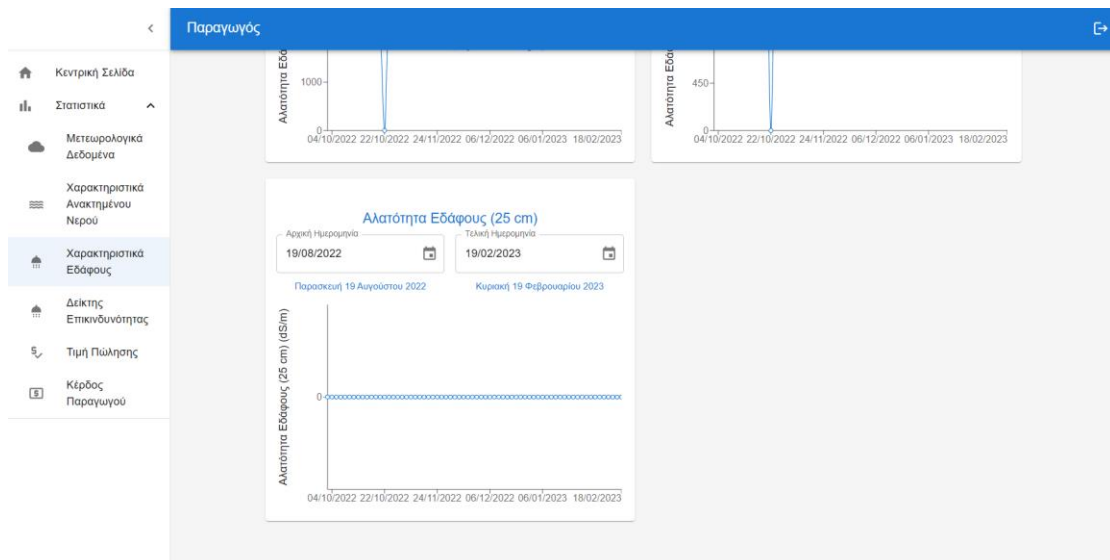 Παραγωγός
Κεντρική Σελίδα
Στατιστικά
Μετεωρολογικά
Δεδομένα
Χαρακτηριστικά
Ανακτημένου
Νερού
Χαρακτηριστικά
Εδάφους
Δείκτης
Επικινδυνότητας
Τιμή Πώλησης
Κέρδος
Παραγωγού
Αλατότητα Εδά
1000
0
04/10/2022 22/10/2022 24/11/2022 06/12/2022 06/01/2023 18/02/2023
Αλατότητα Εδά
450
0
04/10/2022 22/10/2022 24/11/2022 06/12/2022 06/01/2023 18/02/2023
Αλατότητα Εδάφους (25 cm)
Αρχική Ημερομηνία
19/08/2022
Τελική Ημερομηνία
19/02/2023
Παρασκευή 19 Αυγούστου 2022
Κυριακή 19 Φεβρουαρίου 2023
Αλατότητα Εδάφους (25 cm) (dS/m)
0
04/10/2022 22/10/2022 24/11/2022 06/12/2022 06/01/2023 18/02/2023